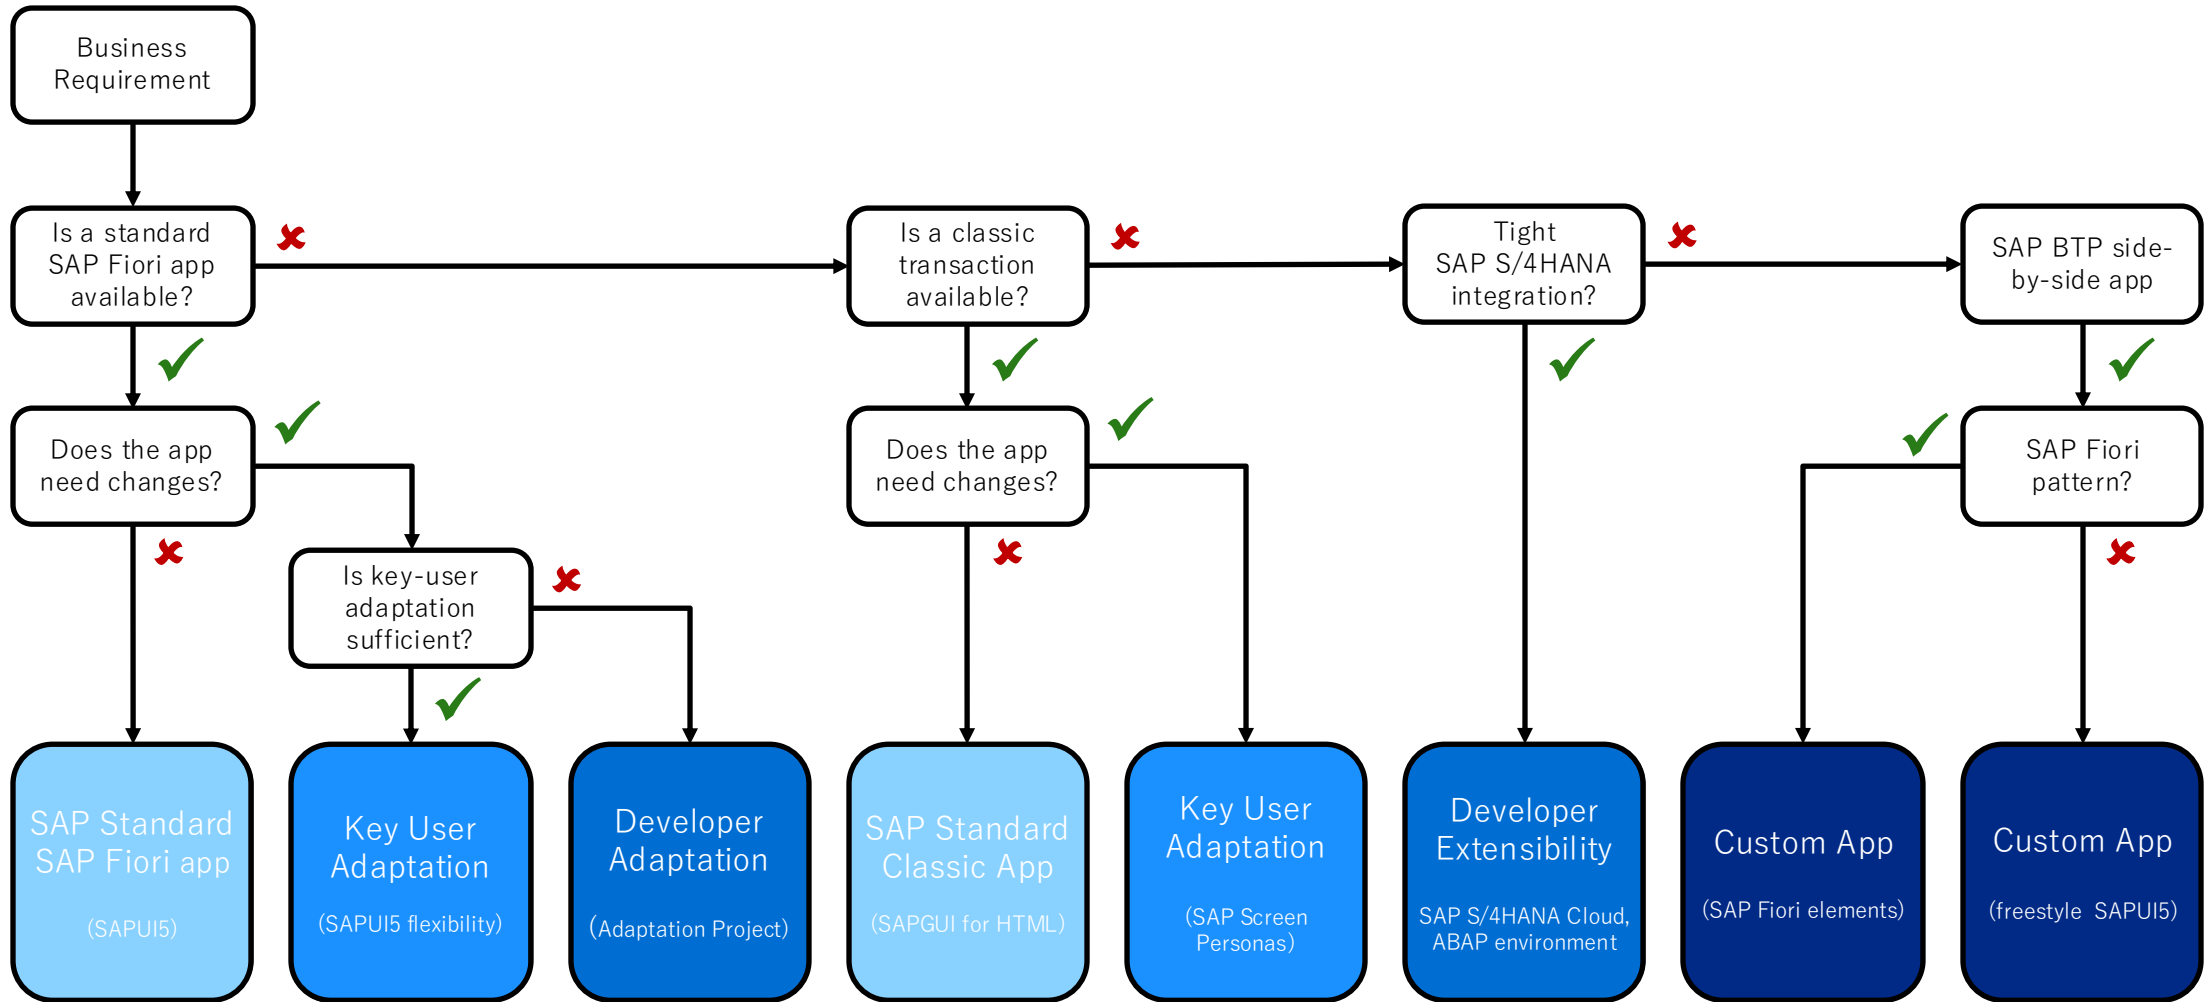 Business
Requirement
Is a standard
SAP Fiori app
available?
Is a classic
transaction
available?
Tight
SAP S/4HANA
integration?
SAP BTP side-
by-side app
Does the app
need changes?
Does the app
need changes?
SAP Fiori
pattern?
Is key-user
adaptation
sufficient?
SAP Standard
SAP Fiori app
(SAPUI5)
Key User
Adaptation
(SAPUI5 flexibility)
Developer
Adaptation
(Adaptation Project)
SAP Standard
Classic App
(SAPGUI for HTML)
Key User
Adaptation
(SAP Screen
Personas)
Developer
Extensibility
SAP S/4HANA Cloud,
ABAP environment
Custom App
(SAP Fiori elements)
Custom App
(freestyle SAPUI5)